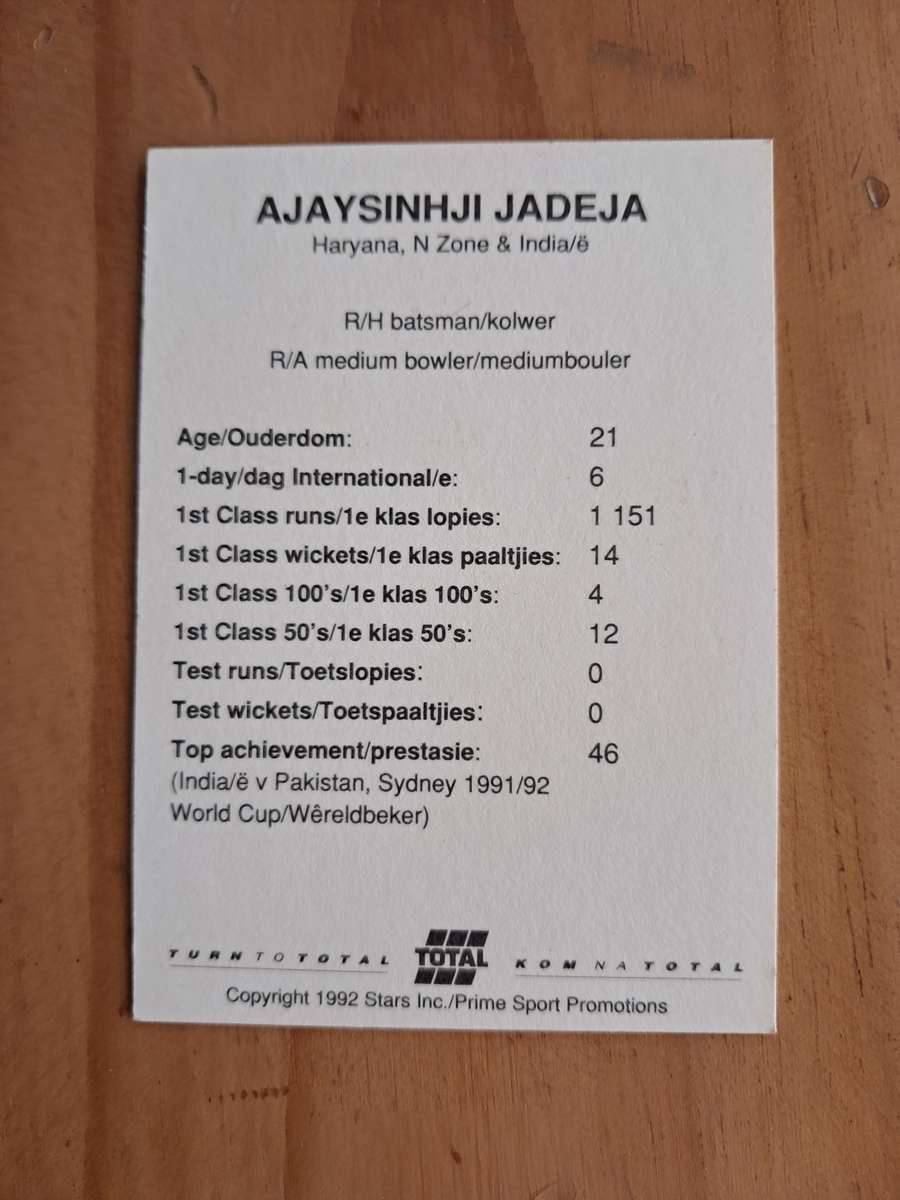 AJAYSINHJI JADEJA
Haryana, N Zone & India/ë
R/H batsman/kolwer
R/A medium bowler/mediumbouler
Age/Ouderdom: 21
1-day/dag International/e: 6
1st Class runs/1e klas lopies: 1 151
1st Class wickets/1e klas paaltjies: 14
1st Class 100's/1e klas 100's: 4
1st Class 50's/1e klas 50's: 12
Test runs/Toetslopies: 0
Test wickets/Toetspaaltjies: 0
Top achievement/prestasie: 46
(India/ë v Pakistan, Sydney 1991/92
World Cup/Wêreldbeker)
TURN TO TOTAL TOTAL KOM NA TOTAL
Copyright 1992 Stars Inc./Prime Sport Promotions